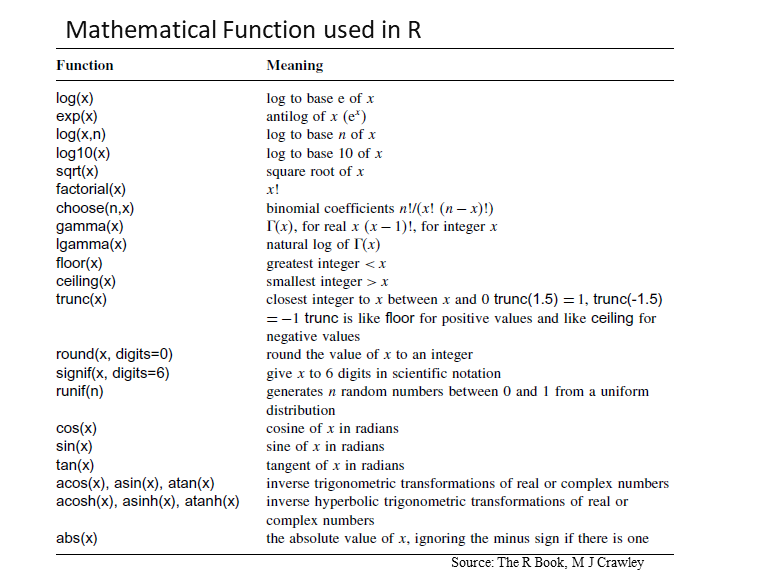 Mathematical Function used in R
Function Meaning
log(x) log to base e of x
exp(x) antilog of x (eˣ)
log(x,n) log to base n of x
log10(x) log to base 10 of x
sqrt(x) square root of x
factorial(x) x!
choose(n,x) binomial coefficients n!/(x! (n − x)!)
gamma(x) Γ(x), for real x (x − 1)!, for integer x
lgamma(x) natural log of Γ(x)
floor(x) greatest integer < x
ceiling(x) smallest integer > x
trunc(x) closest integer to x between x and 0 trunc(1.5) = 1, trunc(-1.5)
= −1 trunc is like floor for positive values and like ceiling for
negative values
round(x, digits=0) round the value of x to an integer
signif(x, digits=6) give x to 6 digits in scientific notation
runif(n) generates n random numbers between 0 and 1 from a uniform
distribution
cos(x) cosine of x in radians
sin(x) sine of x in radians
tan(x) tangent of x in radians
acos(x), asin(x), atan(x) inverse trigonometric transformations of real or complex numbers
acosh(x), asinh(x), atanh(x) inverse hyperbolic trigonometric transformations of real or
complex numbers
abs(x) the absolute value of x, ignoring the minus sign if there is one
Source: The R Book, M J Crawley